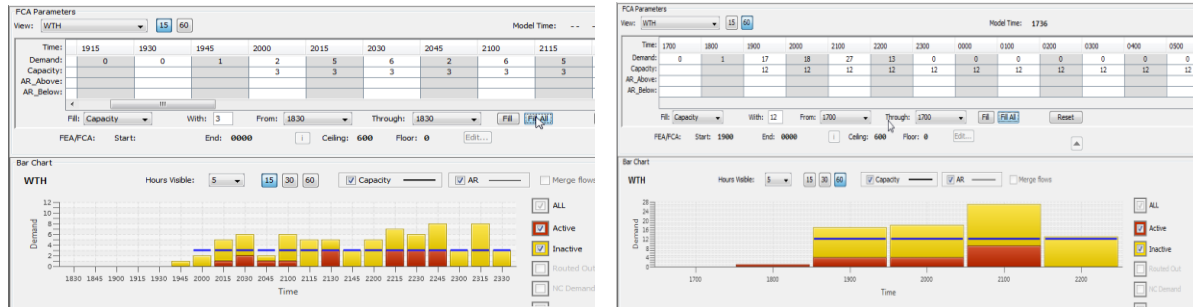 FCA Parameters
View: WTH 15 60 Model Time: -- --
Time: 1915 1930 1945 2000 2015 2030 2045 2100 2115
Demand: 0 0 1 2 5 6 2 6 5
Capacity: 3 3 3 3 3 3
AR_Above:
AR_Below:
Fill: Capacity With: 3 From: 1830 Through: 1830 Fill Fill All
FEA/FCA: Start: End: 0000 i Ceiling: 600 Floor: 0 Edit...
Bar Chart
WTH Hours Visible: 5 15 30 60 Capacity AR Merge flows
12
10
8
6
4
2
0
Demand
1830 1845 1900 1915 1930 1945 2000 2015 2030 2045 2100 2115 2130 2145 2200 2215 2230 2245 2300 2315 2330
Time
ALL
Active
Inactive
Routed Out
NC Demand
FCA Parameters
View: WTH 15 60 Model Time: 1736
Time: 1700 1800 1900 2000 2100 2200 2300 0000 0100 0200 0300 0400 0500
Demand: 0 1 17 18 27 13 0 0 0 0 0 0 0
Capacity: 12 12 12 12 12 12 12 12 12 12 12
AR_Above:
AR_Below:
Fill: Capacity With: 12 From: 1700 Through: 1700 Fill Fill All Reset
FEA/FCA: Start: 1900 End: 0000 i Ceiling: 600 Floor: 0 Edit...
Bar Chart
WTH Hours Visible: 5 15 30 60 Capacity AR Merge flows
28
24
20
16
12
8
4
0
Demand
1700 1800 1900 2000 2100 2200
Time
ALL
Active
Inactive
Routed Out
NC Demand